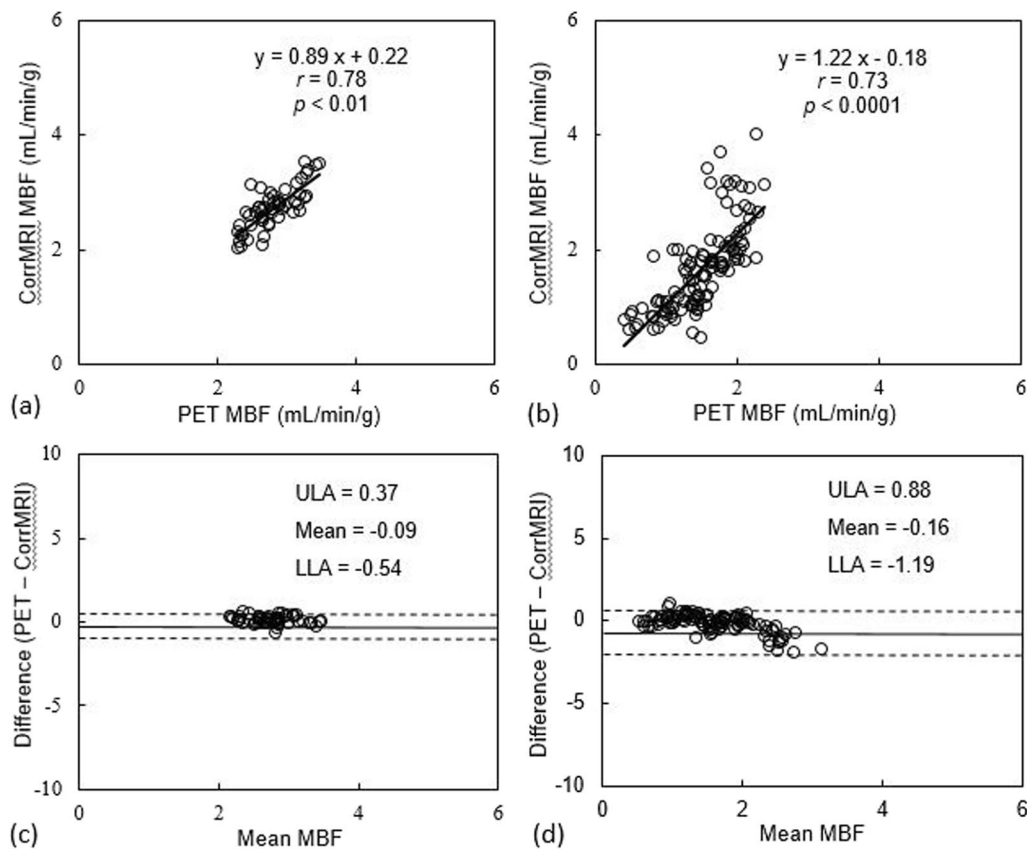 6
4
2
0
CorrMRI MBF (mL/min/g)
y = 0.89 x + 0.22
r = 0.78
p < 0.01
0
2
4
6
PET MBF (mL/min/g)
(a)
6
4
2
0
CorrMRI MBF (mL/min/g)
y = 1.22 x - 0.18
r = 0.73
p < 0.0001
0
2
4
6
PET MBF (mL/min/g)
(b)
10
5
0
-5
-10
Difference (PET – CorrMRI)
ULA = 0.37
Mean = -0.09
LLA = -0.54
0
2
4
6
Mean MBF
(c)
10
5
0
-5
-10
Difference (PET – CorrMRI)
ULA = 0.88
Mean = -0.16
LLA = -1.19
0
2
4
6
Mean MBF
(d)